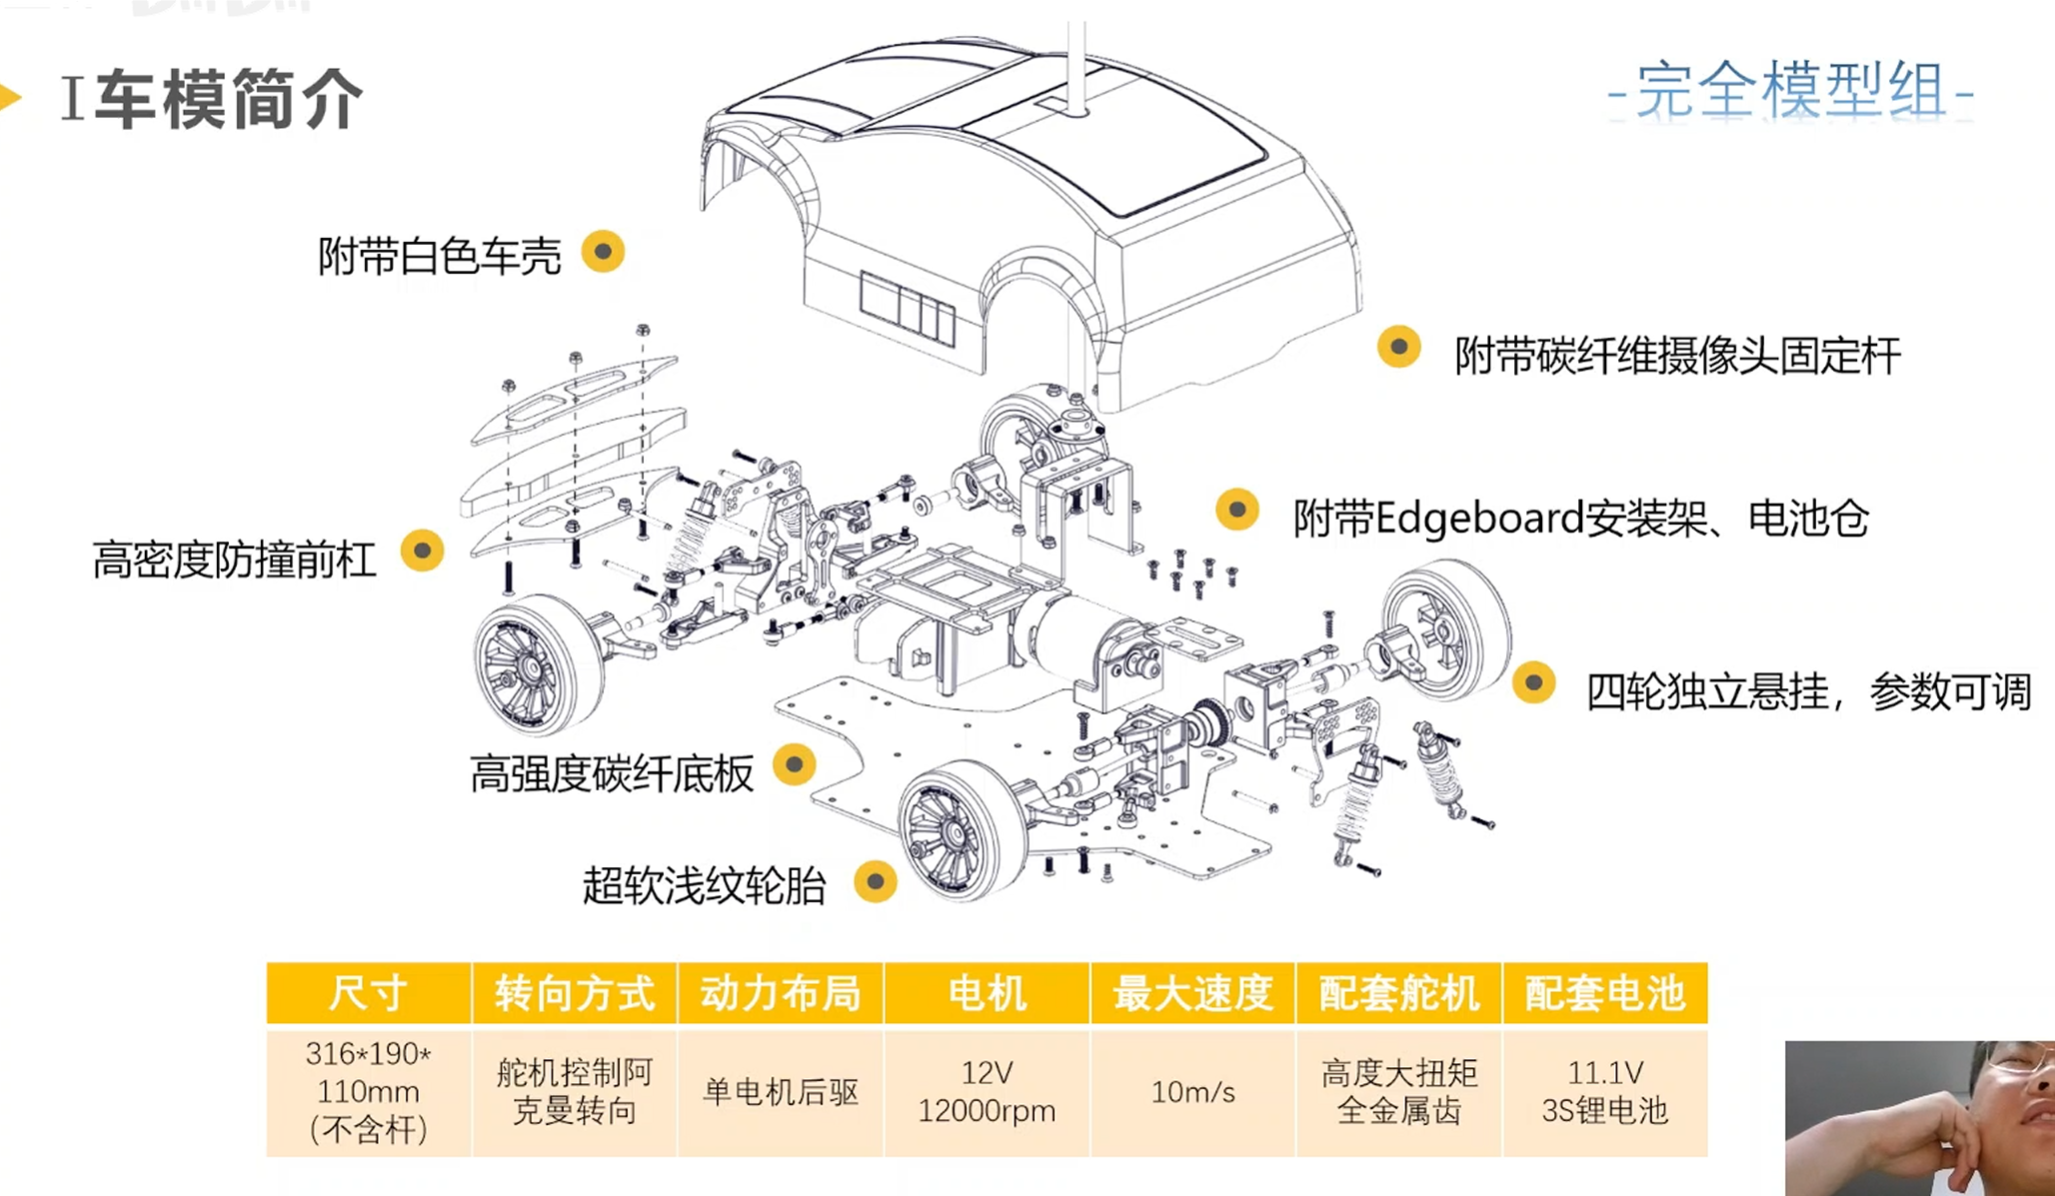 I车模简介
-完全模型组-
附带白色车壳
附带碳纤维摄像头固定杆
附带Edgeboard安装架、电池仓
高密度防撞前杠
四轮独立悬挂，参数可调
高强度碳纤底板
超软浅纹轮胎
尺寸 转向方式 动力布局 电机 最大速度 配套舵机 配套电池
316*190*
110mm
（不含杆）
舵机控制阿
克曼转向
单电机后驱
12V
12000rpm
10m/s
高度大扭矩
全金属齿
11.1V
3S锂电池